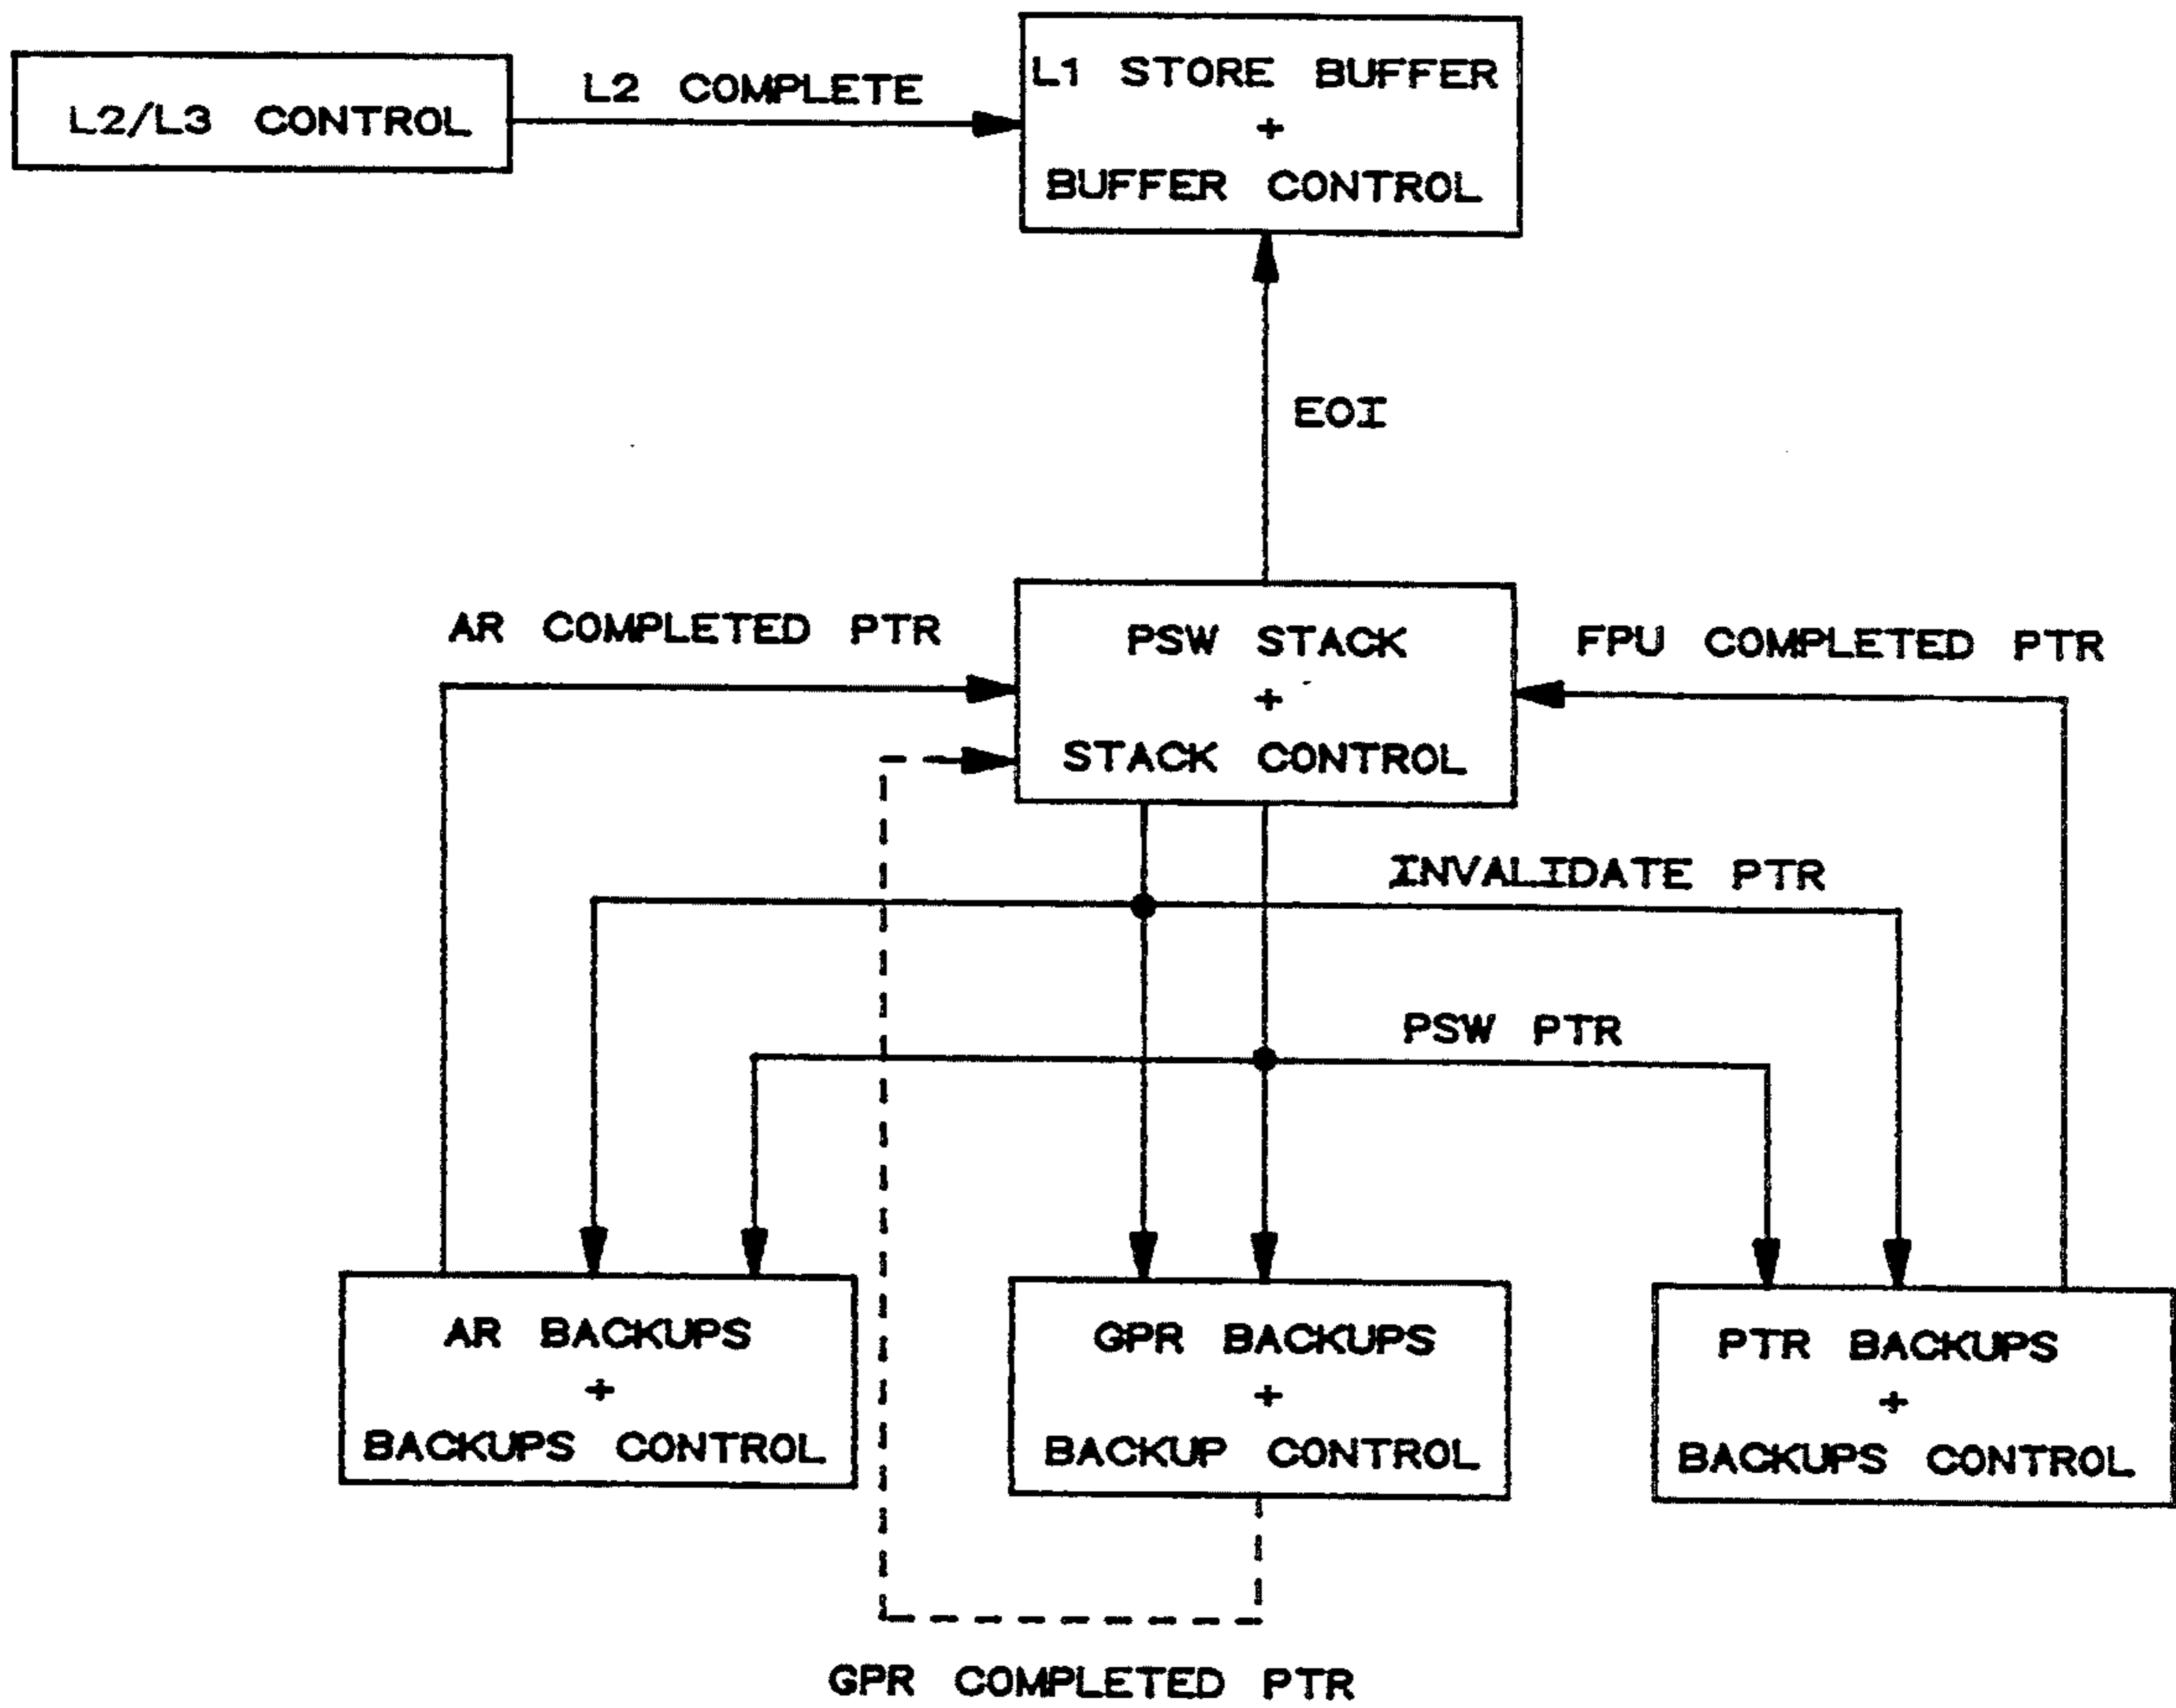 L2/L3 CONTROL
L2 COMPLETE
L1 STORE BUFFER
+
BUFFER CONTROL
EOI
AR COMPLETED PTR
PSW STACK
+
STACK CONTROL
FPU COMPLETED PTR
INVALIDATE PTR
PSW PTR
AR BACKUPS
+
BACKUPS CONTROL
GPR BACKUPS
+
BACKUP CONTROL
PTR BACKUPS
+
BACKUPS CONTROL
GPR COMPLETED PTR